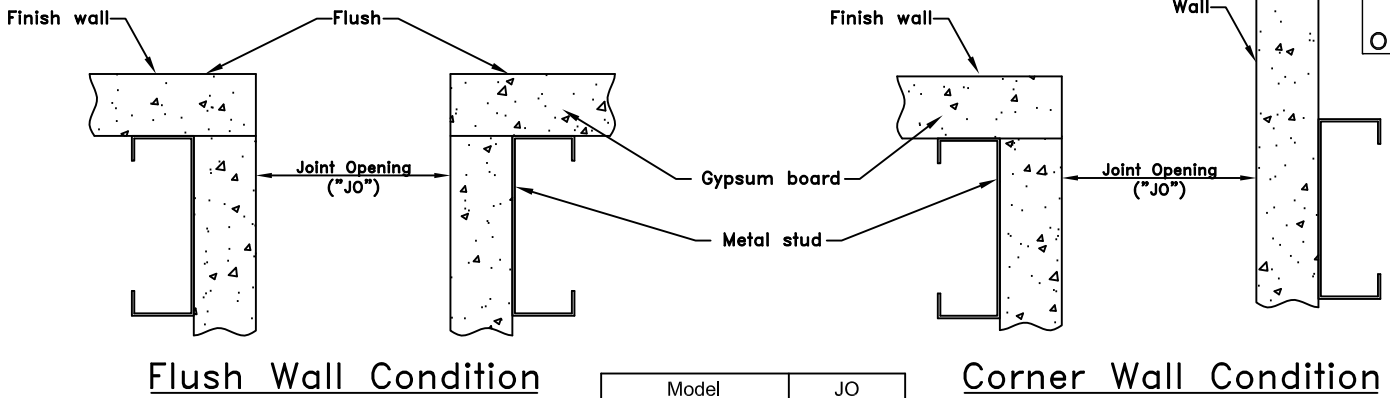 Finish wall
Flush
Finish wall
Wall
O
Joint Opening
("JO")
Joint Opening
("JO")
Gypsum board
Metal stud
Flush Wall Condition
Model JO
Corner Wall Condition